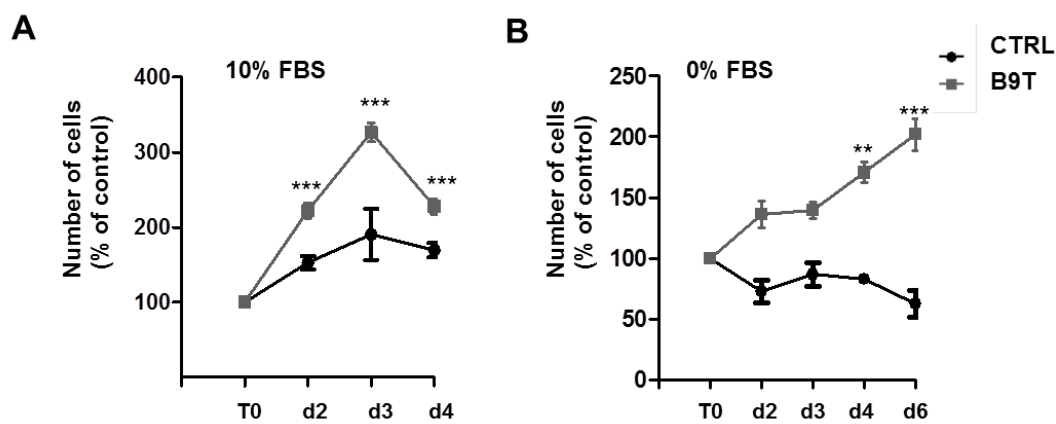 A
10% FBS
Number of cells
(% of control)
400
300
200
100
***
***
***
T0 d2 d3 d4
B
0% FBS
Number of cells
(% of control)
250
200
150
100
50
0
**
***
T0 d2 d3 d4 d6
CTRL
B9T